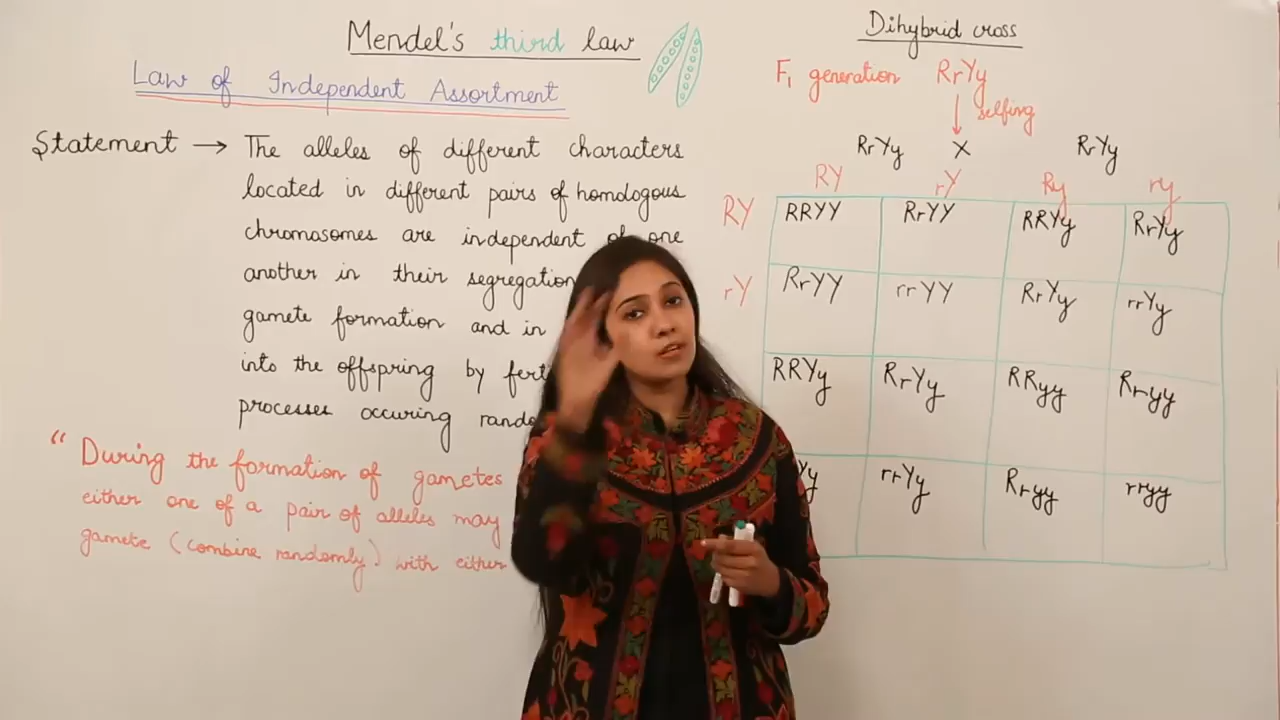 Mendel's third law
Law of Independent Assortment
Statement → The alleles of different characters
located in different pairs of homologous
chromasomes are independent of one
another in their segregation
gamete formation and in
into the offspring by
processes occuring
“ During the formation of gametes
either one of a pair of alleles may
gamete (combine randomly) with either
Dihybrid cross
F1 generation RrYy
selfing
RrYy X RrYy
RY rY Ry ry
RY RRYY RrYY RRYy RrYy
rY RrYY rrYY RrYy rrYy
RRYy RrYy RRyy Rryy
Yy rrYy Rryy rryy